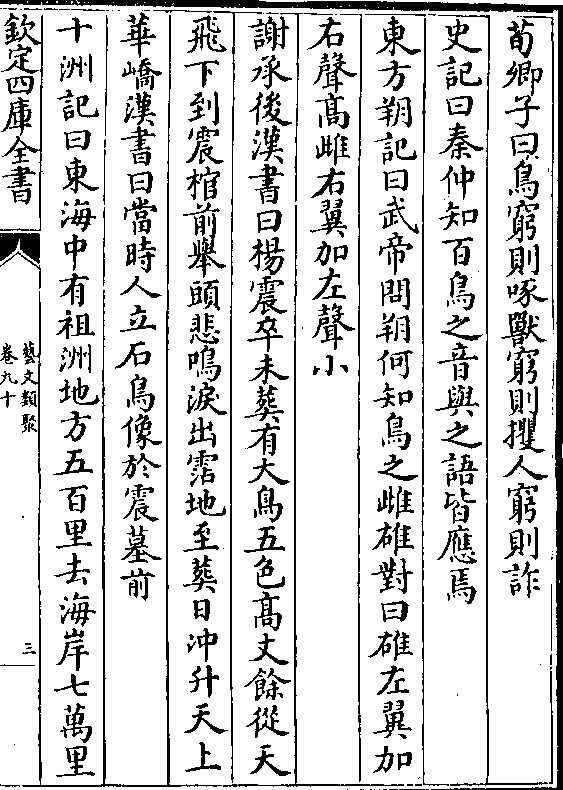 荀卿子曰鳥窮則啄獸窮則攫人窮則詐
史記曰秦仲知百鳥之音與之語皆應焉
東方朔記曰武帝問朔何知鳥之雌雄對曰雄左翼加
右聲高雌右翼加左聲小
謝承後漢書曰楊震卒未葬有大鳥五色高丈餘從天
飛下到震棺前舉頭悲鳴淚出霑地至葬日冲升天上
華嶠漢書曰當時人立石鳥像於震墓前
十洲記曰東海中有祖洲地方五百里去海岸七萬里
欽定四庫全書
藝文類聚
卷九十
三